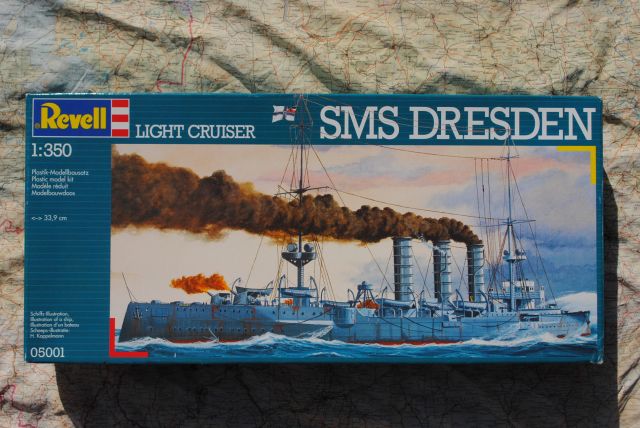 Revell
LIGHT CRUISER
SMS DRESDEN
1:350
Plastik-Modellbausatz
Plastic model kit
Modèle réduit
Modelbouwdoos
<-> 33,9 cm
Schiffs-Illustration,
Illustration of a ship,
Illustration d'un bateau
Scheeps-illustratie:
H. Koppelmann
05001